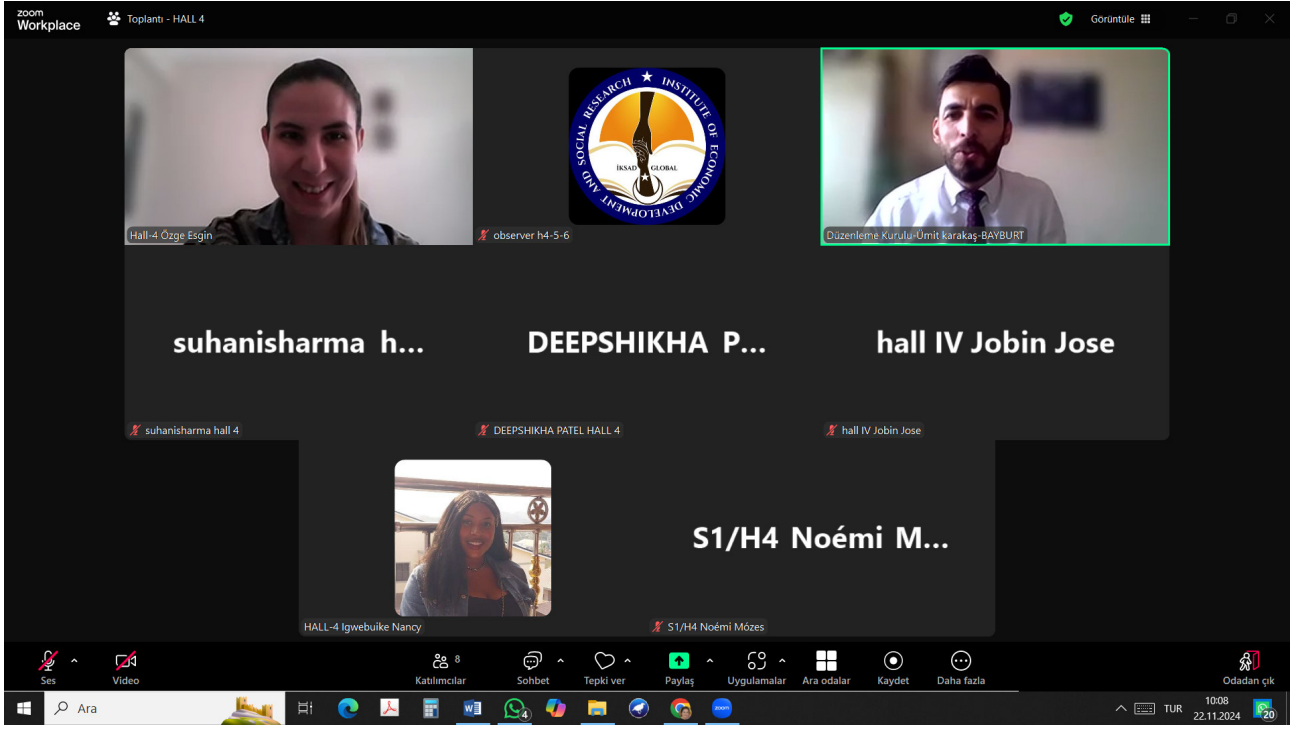 zoom
Workplace
Toplantı - HALL 4
Görüntüle
Hall-4 Özge Esgin
INSTITUTE OF ECONOMIC DEVELOPMENT AND SOCIAL RESEARCH
İKSAD GLOBAL
observer h4-5-6
Düzenleme Kurulu-Ümit karakaş-BAYBURT
suhanisharma h...
DEEPSHIKHA P...
hall IV Jobin Jose
suhanisharma hall 4
DEEPSHIKHA PATEL HALL 4
hall IV Jobin Jose
S1/H4 Noémi M...
HALL-4 Igwebuike Nancy
S1/H4 Noémi Mózes
8
Ses
Video
Katılımcılar
Sohbet
Tepki ver
Paylaş
Uygulamalar
Ara odalar
Kaydet
Daha fazla
Odadan çık
Ara
W
4
zoom
TUR
10:08
22.11.2024
20